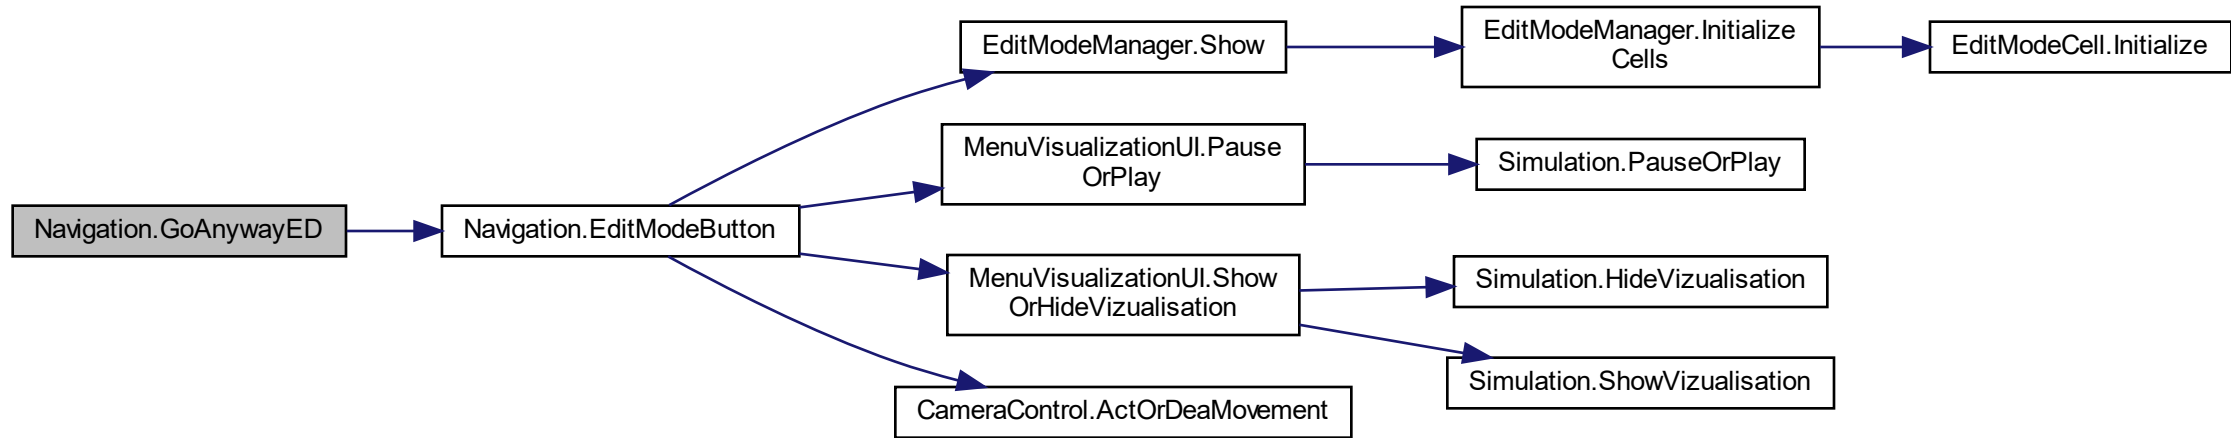 Navigation.GoAnywayED
Navigation.EditModeButton
EditModeManager.Show
EditModeManager.Initialize
Cells
EditModeCell.Initialize
MenuVisualizationUI.Pause
OrPlay
Simulation.PauseOrPlay
MenuVisualizationUI.Show
OrHideVizualisation
Simulation.HideVizualisation
Simulation.ShowVizualisation
CameraControl.ActOrDeaMovement